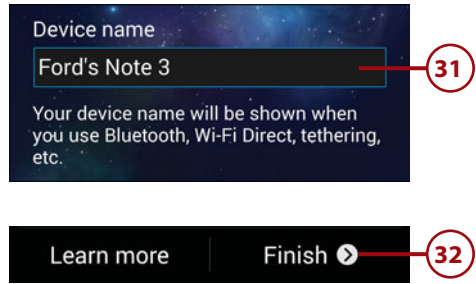 Device name
Ford's Note 3
31
Your device name will be shown when
you use Bluetooth, Wi-Fi Direct, tethering,
etc.
Learn more
Finish
32